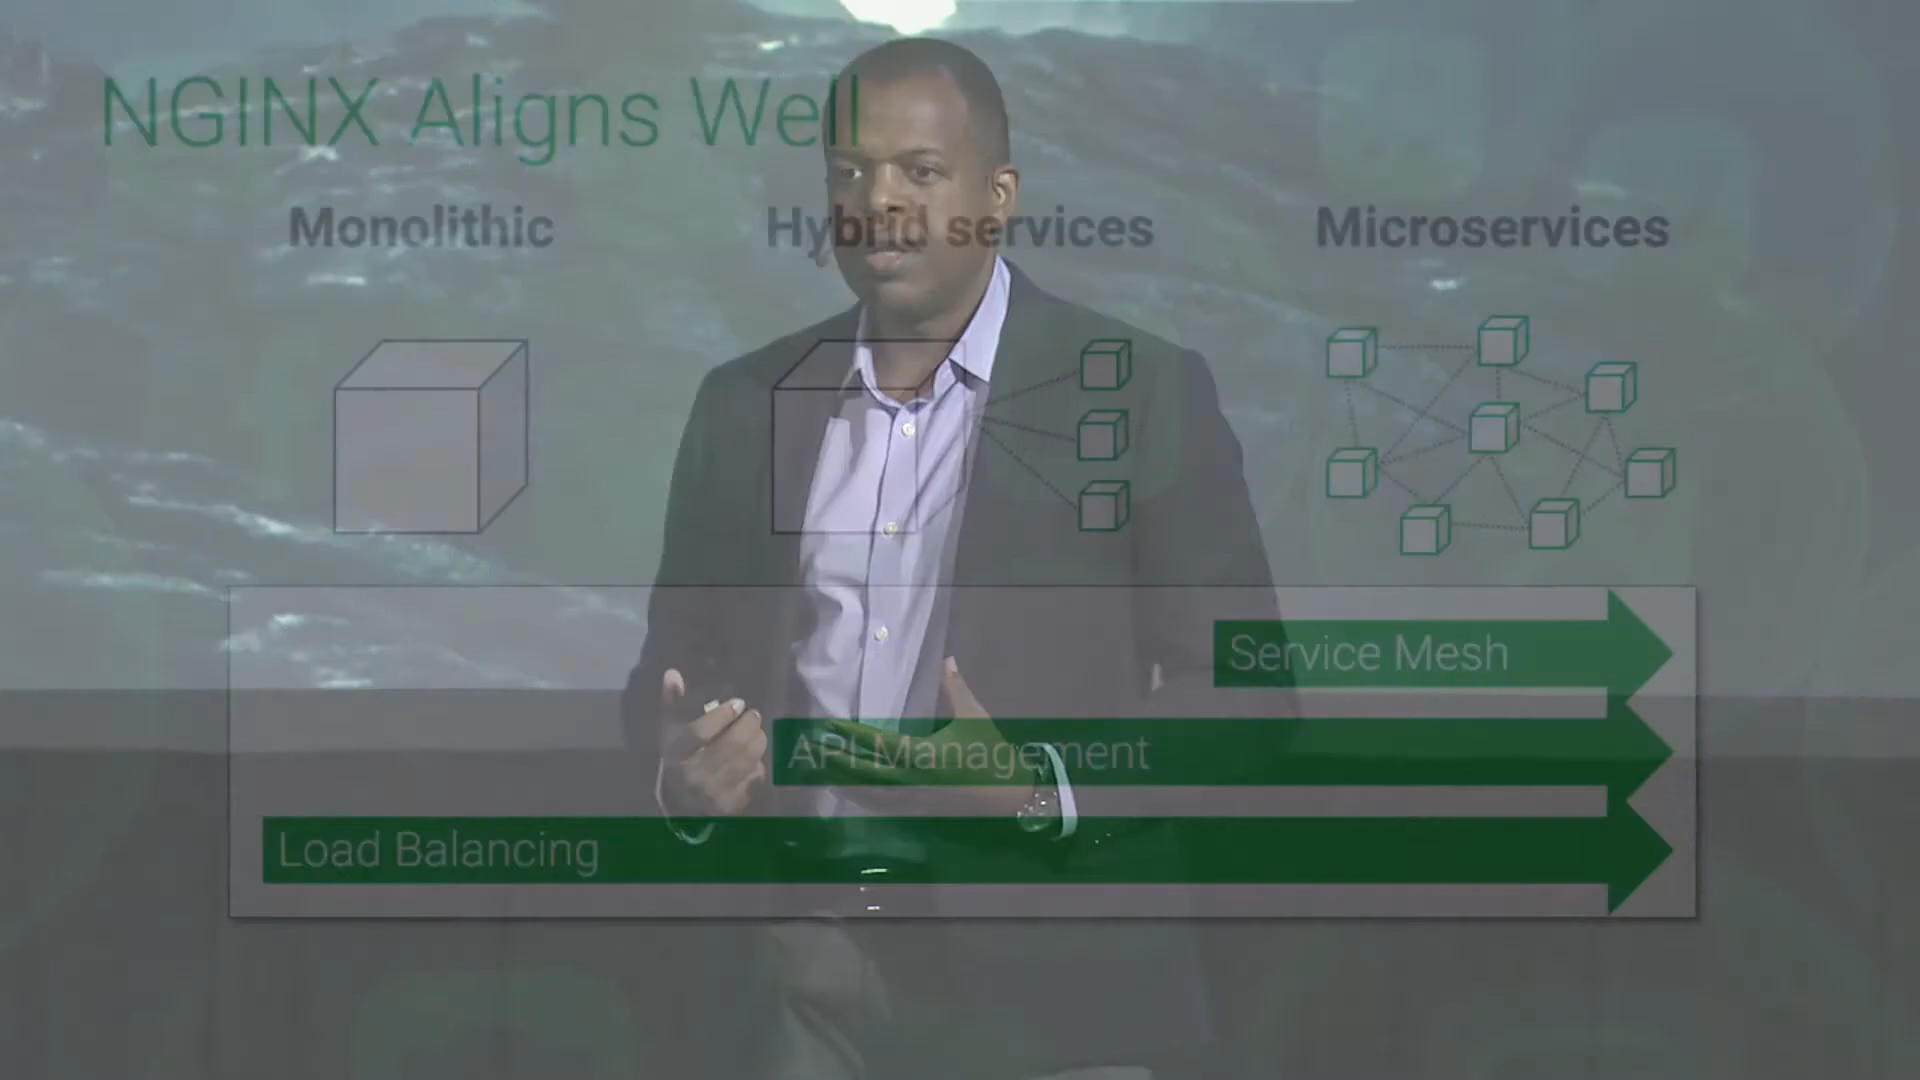 NGINX Aligns Well
Monolithic
Hybrid services
Microservices
Service Mesh
API Management
Load Balancing